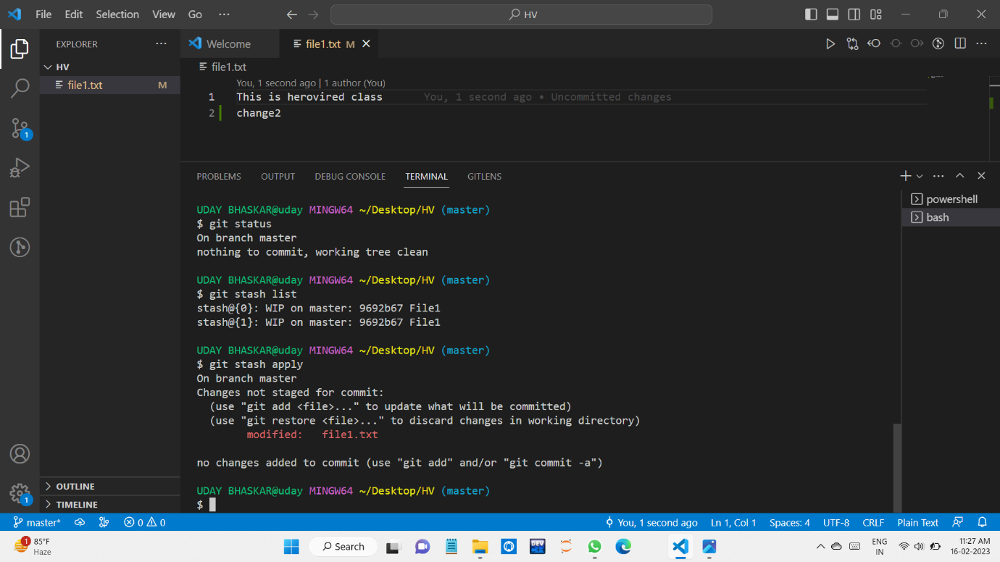 File Edit Selection View Go ··· HV
EXPLORER ···
Welcome
file1.txt M
HV
file1.txt M
file1.txt
You, 1 second ago | 1 author (You)
1 This is herovired class You, 1 second ago • Uncommitted changes
2 change2
1
PROBLEMS OUTPUT DEBUG CONSOLE TERMINAL GITLENS
powershell
bash
UDAY BHASKAR@uday MINGW64 ~/Desktop/HV (master)
$ git status
On branch master
nothing to commit, working tree clean
UDAY BHASKAR@uday MINGW64 ~/Desktop/HV (master)
$ git stash list
stash@{0}: WIP on master: 9692b67 File1
stash@{1}: WIP on master: 9692b67 File1
UDAY BHASKAR@uday MINGW64 ~/Desktop/HV (master)
$ git stash apply
On branch master
Changes not staged for commit:
(use "git add <file>..." to update what will be committed)
(use "git restore <file>..." to discard changes in working directory)
modified: file1.txt
no changes added to commit (use "git add" and/or "git commit -a")
UDAY BHASKAR@uday MINGW64 ~/Desktop/HV (master)
$
OUTLINE
1
TIMELINE
master* 0 0 You, 1 second ago Ln 1, Col 1 Spaces: 4 UTF-8 CRLF Plain Text
1
85°F
Haze
Search
DEV
ENG
IN
11:27 AM
16-02-2023